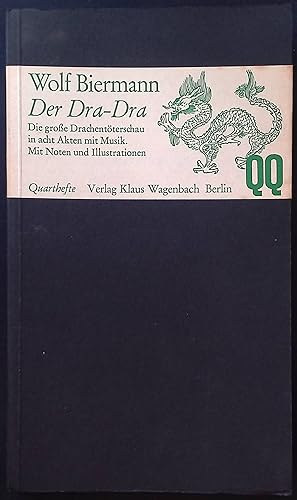 Wolf Biermann
Der Dra-Dra
Die große Drachentöterschau
in acht Akten mit Musik.
Mit Noten und Illustrationen
Quarthefte Verlag Klaus Wagenbach Berlin
QQ